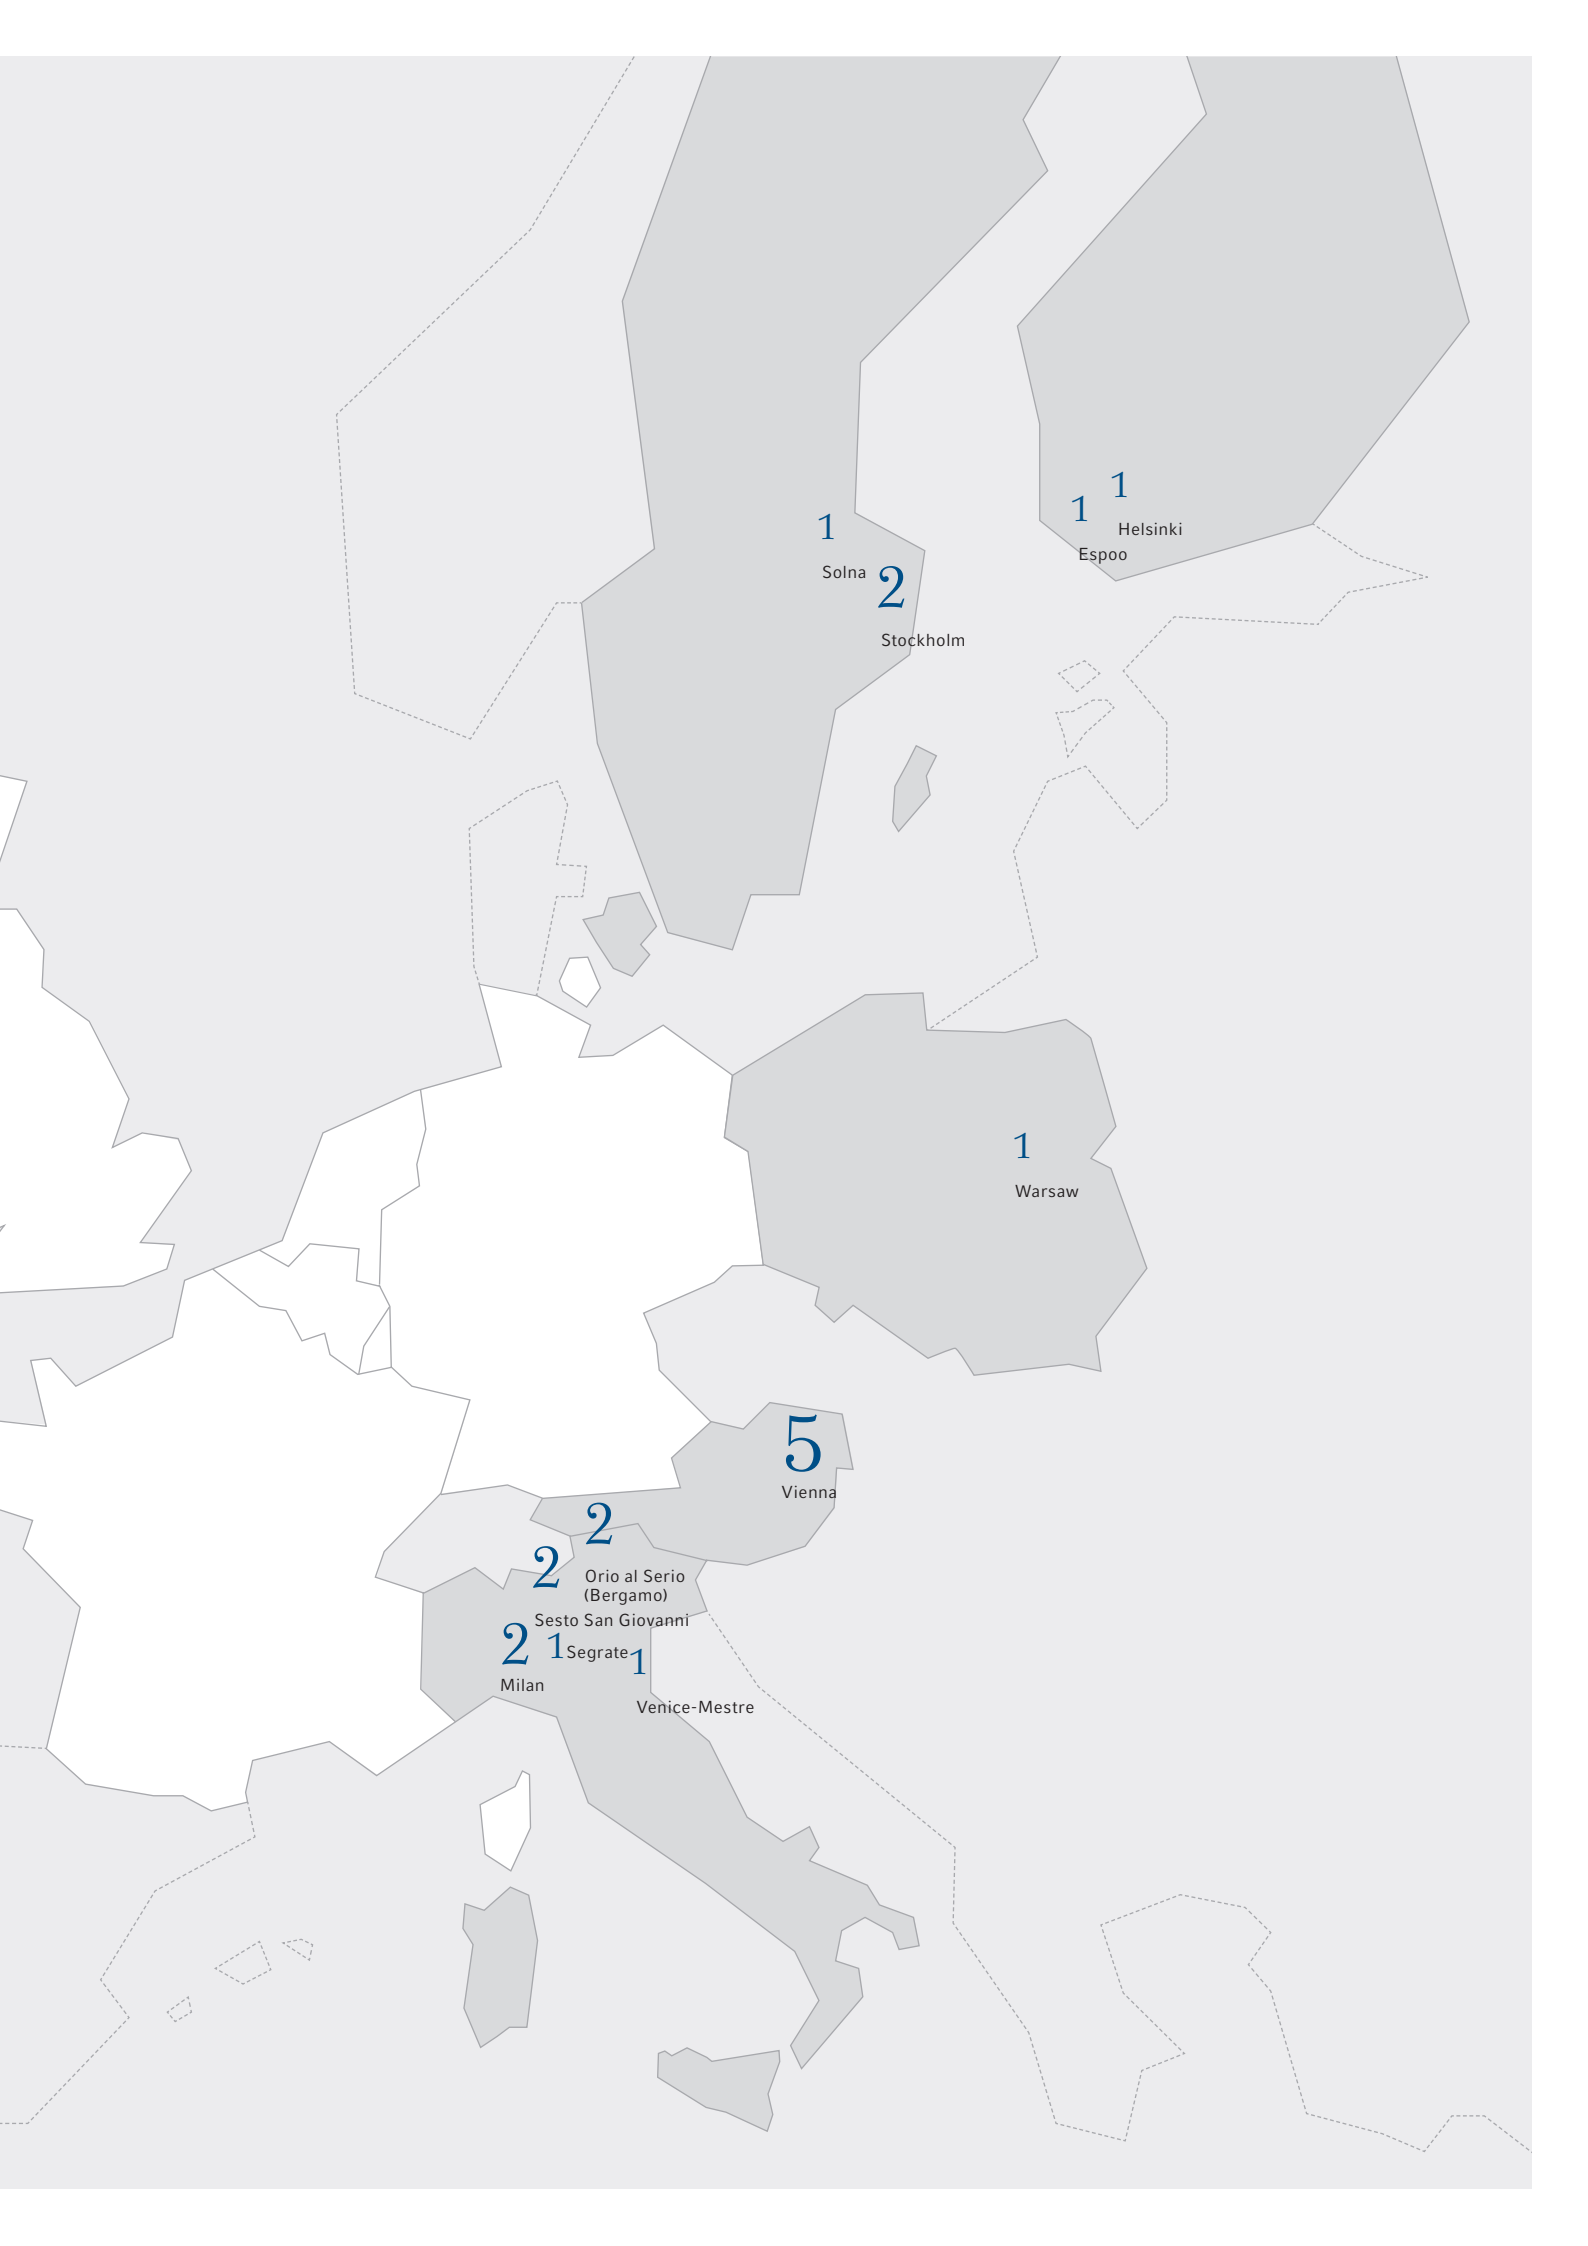 1
Helsinki
1
Espoo
1
Solna
2
Stockholm
1
Warsaw
5
Vienna
2
Orio al Serio
(Bergamo)
2
Sesto San Giovanni
2
Milan
1
Segrate
1
Venice-Mestre